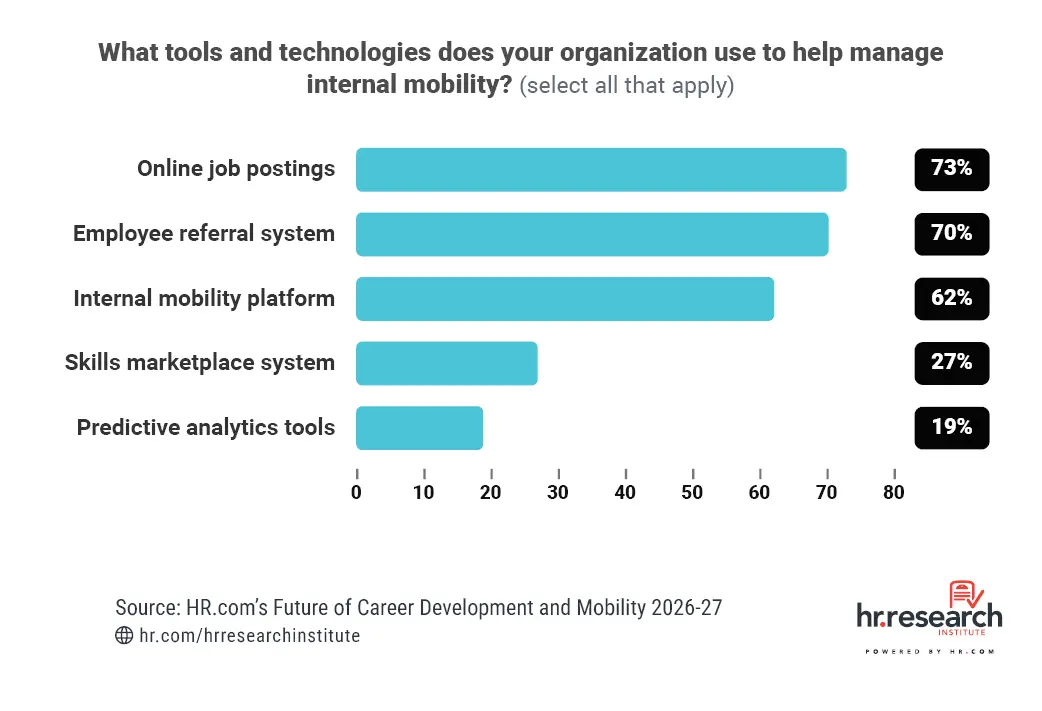 What tools and technologies does your organization use to help manage
internal mobility? (select all that apply)
Online job postings 73%
Employee referral system 70%
Internal mobility platform 62%
Skills marketplace system 27%
Predictive analytics tools 19%
0 10 20 30 40 50 60 70 80
Source: HR.com’s Future of Career Development and Mobility 2026-27
hr.com/hrresearchinstitute
hr.research
INSTITUTE
POWERED BY HR.COM